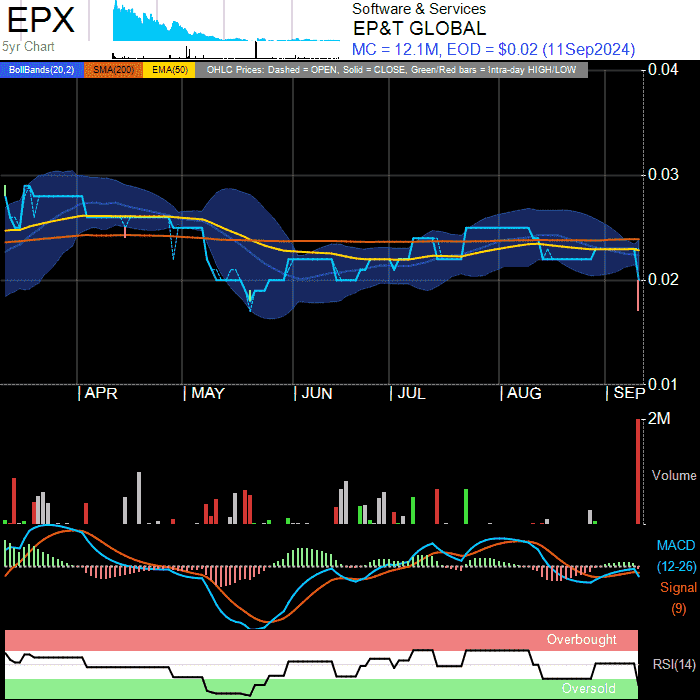 EPX
5yr Chart
Software & Services
EP&T GLOBAL
MC = 12.1M, EOD = $0.02 (11Sep2024)
BollBands(20,2) SMA(200) EMA(50) OHLC Prices: Dashed = OPEN, Solid = CLOSE, Green/Red bars = Intra-day HIGH/LOW
0.04
0.03
0.02
0.01
| APR | MAY | JUN | JUL | AUG | SEP
2M
Volume
MACD
(12-26)
Signal
(9)
Overbought
RSI(14)
Oversold